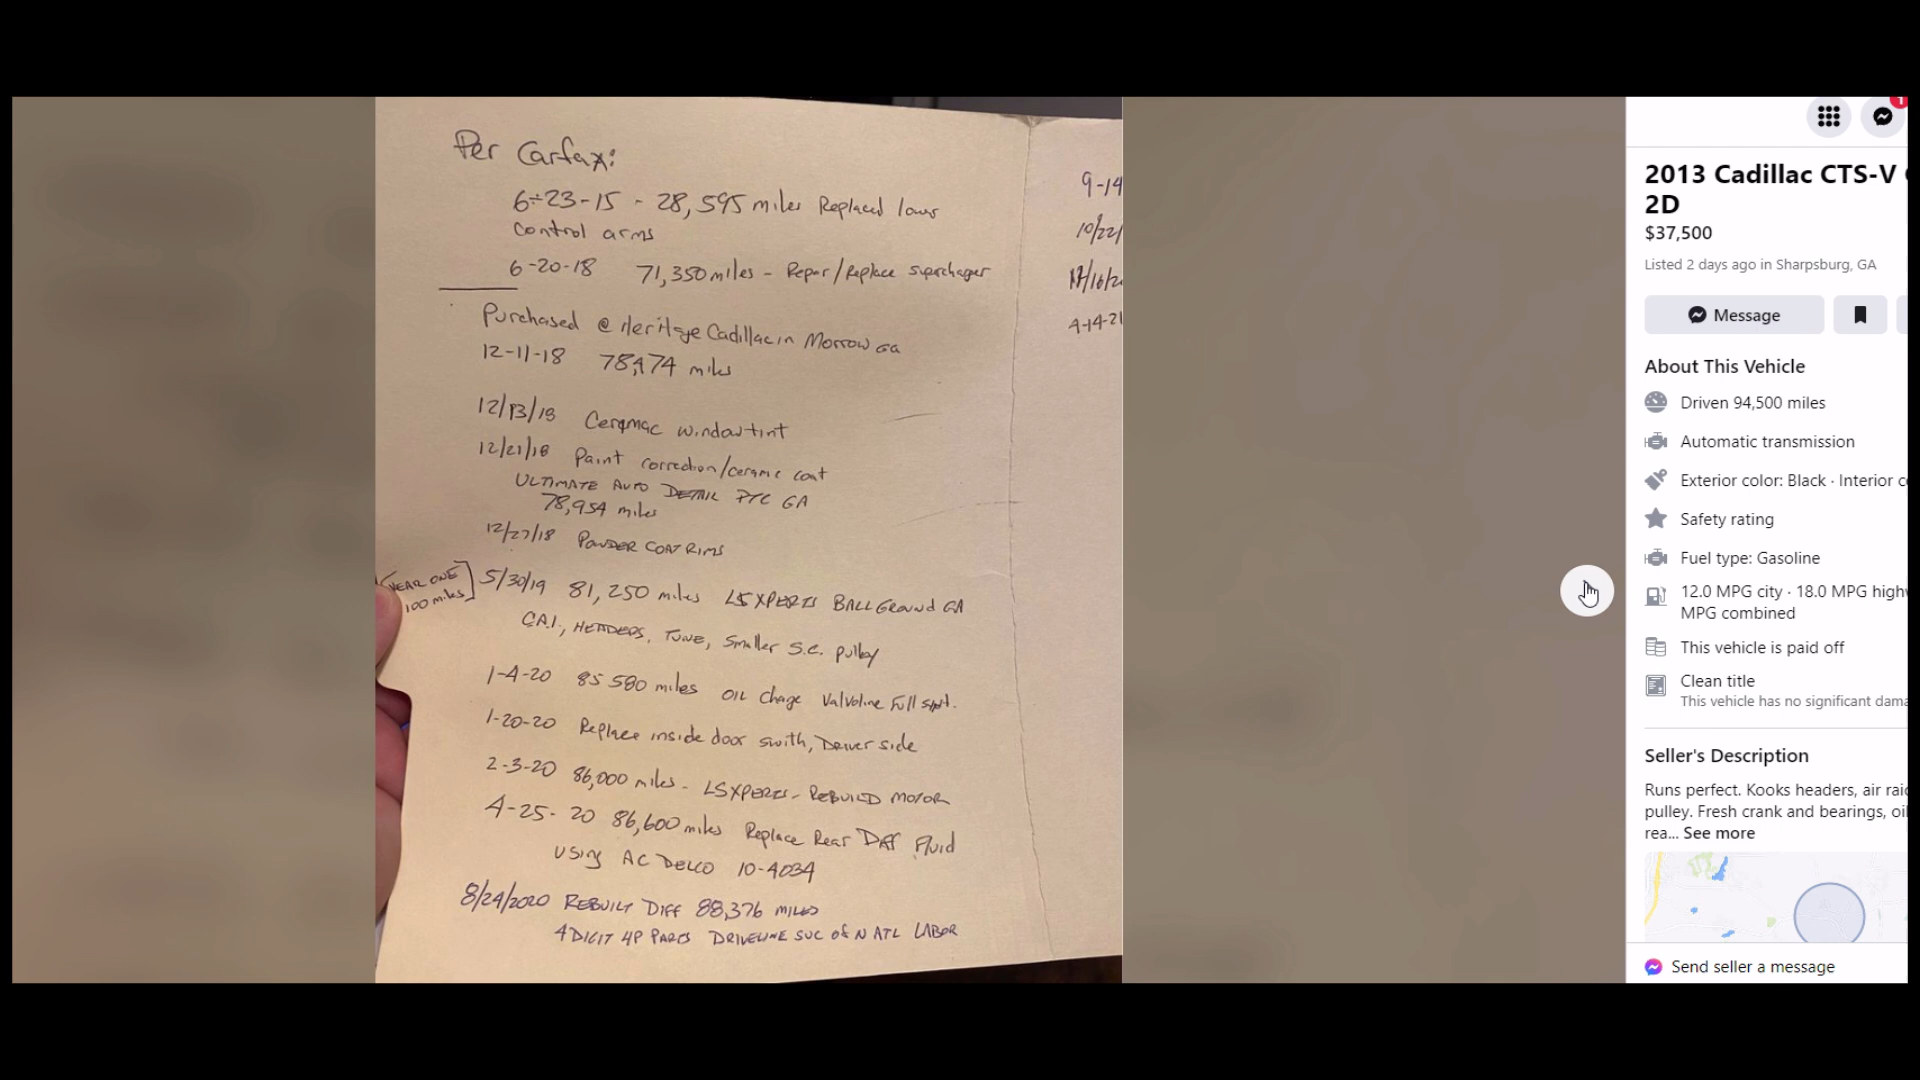 Per Carfax:
6-23-15 - 28,595 miles Replaced lower
control arms
6-20-18 71,350 miles - Repair/Replace supercharger
Purchased @ Heritage Cadillac in Morrow GA
12-11-18 78,474 miles
12/13/18 Ceramac window tint
12/21/18 Paint correction/ceramic coat
ULTIMATE AUTO DETAIL PTC GA
78,954 miles
12/27/18 POWDER COAT RIMS
[YEAR ONE
100 miles]
5/30/19 81,250 miles LSXPERTS BALL GROUND GA
C.A.I., HEADERS, TUNE, Smaller S.C. pulley
1-4-20 85 580 miles OIL chage Valvoline Full synt.
1-20-20 Replace inside door swith, Driver side
2-3-20 86,000 miles - LSXPERTS - REBUILD MOTOR
4-25-20 86,600 miles Replace Rear Diff Fluid
using AC DELCO 10-4034
8/24/2020 REBUILT DIFF 88,376 MILES
4 DIGIT HP PARTS DRIVELINE SVC of N ATL LABOR
9-14
10/22/
4-14-21
1
2013 Cadillac CTS-V
2D
$37,500
Listed 2 days ago in Sharpsburg, GA
Message
About This Vehicle
Driven 94,500 miles
Automatic transmission
Exterior color: Black · Interior c
Safety rating
Fuel type: Gasoline
12.0 MPG city · 18.0 MPG high
MPG combined
This vehicle is paid off
Clean title
This vehicle has no significant dama
Seller's Description
Runs perfect. Kooks headers, air rai
pulley. Fresh crank and bearings, oi
rea... See more
Send seller a message